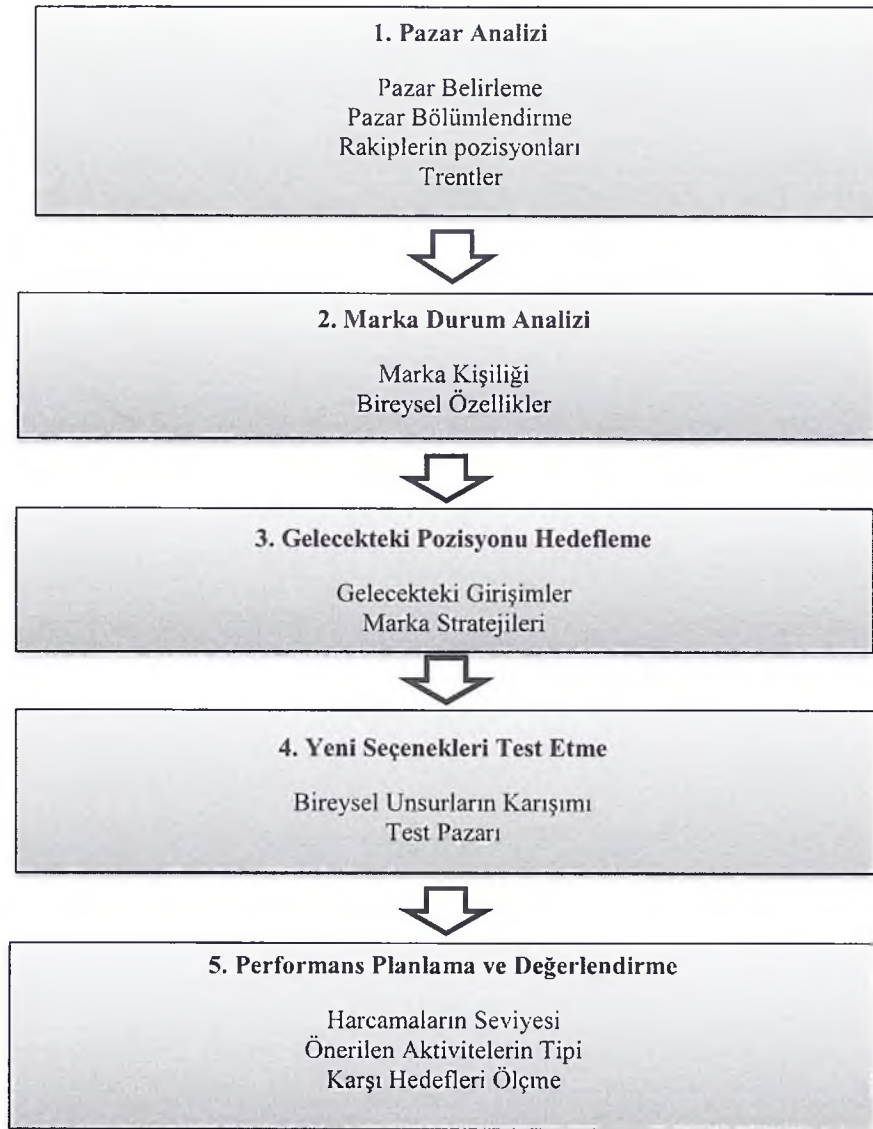 1. Pazar Analizi
Pazar Belirleme
Pazar Bölümlendirme
Rakiplerin pozisyonları
Trentler
2. Marka Durum Analizi
Marka Kişiliği
Bireysel Özellikler
3. Gelecekteki Pozisyonu Hedefleme
Gelecekteki Girişimler
Marka Stratejileri
4. Yeni Seçenekleri Test Etme
Bireysel Unsurların Karışımı
Test Pazarı
5. Performans Planlama ve Değerlendirme
Harcamaların Seviyesi
Önerilen Aktivitelerin Tipi
Karşı Hedefleri Ölçme